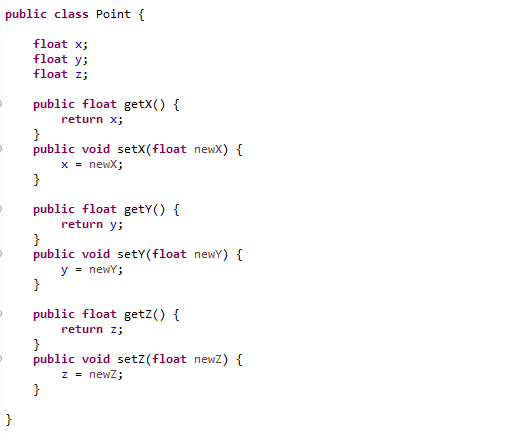 public class Point {
float x;
float y;
float z;
public float getX() {
return x;
}
public void setX(float newX) {
x = newX;
}
public float getY() {
return y;
}
public void setY(float newY) {
y = newY;
}
public float getZ() {
return z;
}
public void setZ(float newZ) {
z = newZ;
}
}